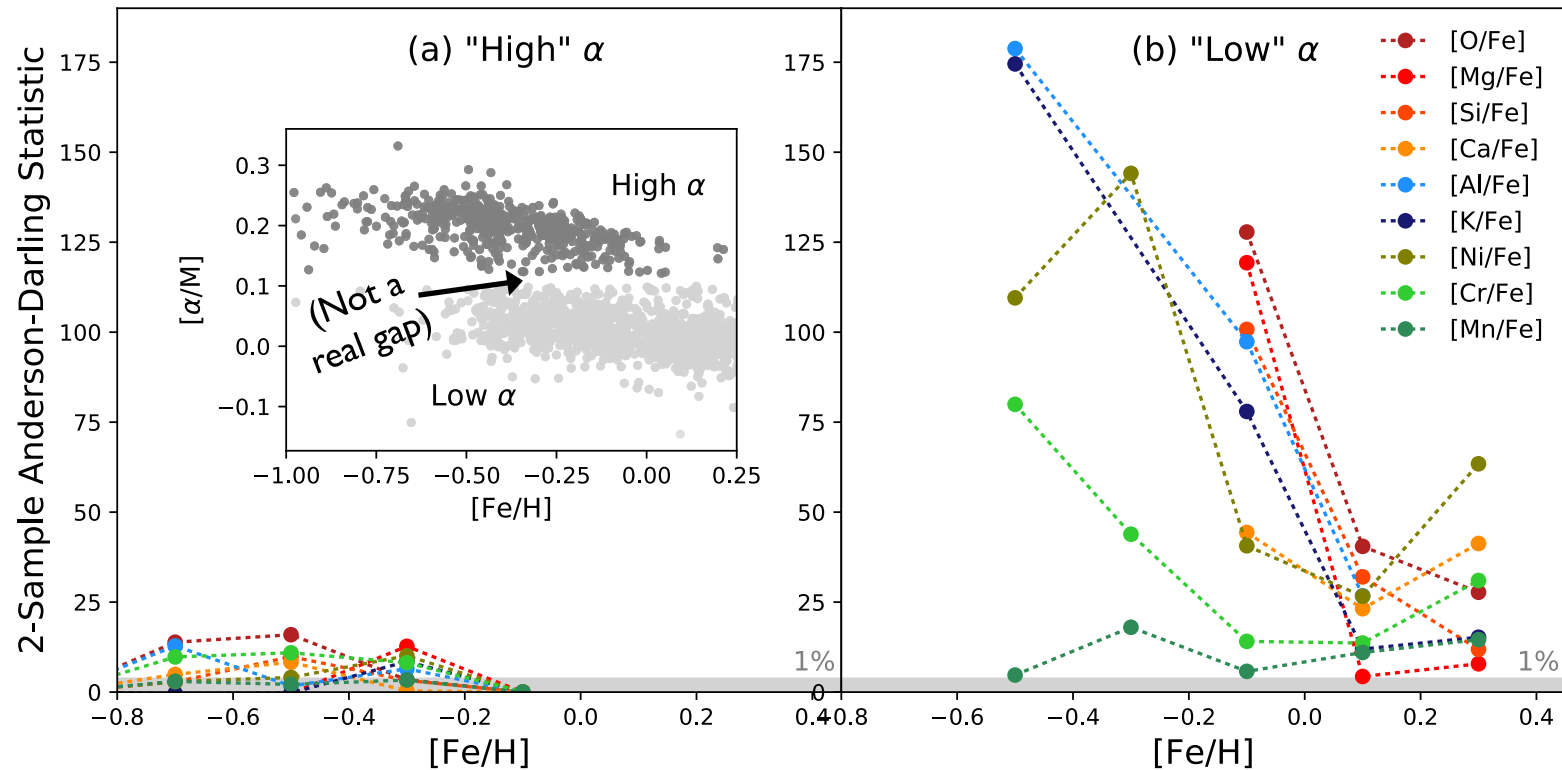 2-Sample Anderson-Darling Statistic
175
150
125
100
75
50
25
0
(a) "High" α
0.3
0.2
0.1
0.0
−0.1
[α/M]
High α
(Not a
real gap)
Low α
−1.00 −0.75 −0.50 −0.25 0.00 0.25
[Fe/H]
1%
−0.8 −0.6 −0.4 −0.2 0.0 0.2 0.4
[Fe/H]
175
150
125
100
75
50
25
0
(b) "Low" α
[O/Fe]
[Mg/Fe]
[Si/Fe]
[Ca/Fe]
[Al/Fe]
[K/Fe]
[Ni/Fe]
[Cr/Fe]
[Mn/Fe]
1%
−0.8 −0.6 −0.4 −0.2 0.0 0.2 0.4
[Fe/H]